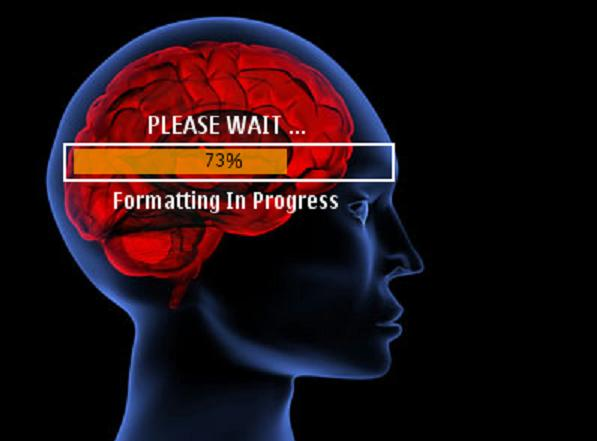 PLEASE WAIT ...
73%
Formatting In Progress